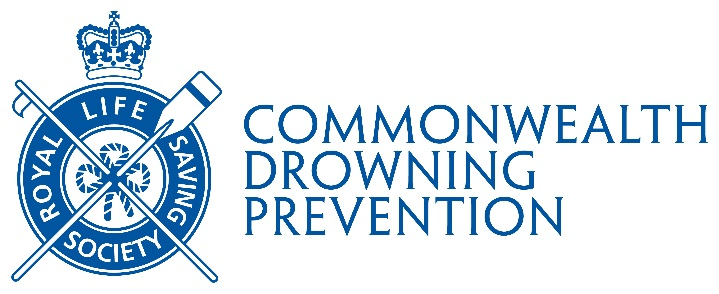 ROYAL LIFE SAVING
SOCIETY
COMMONWEALTH
DROWNING
PREVENTION